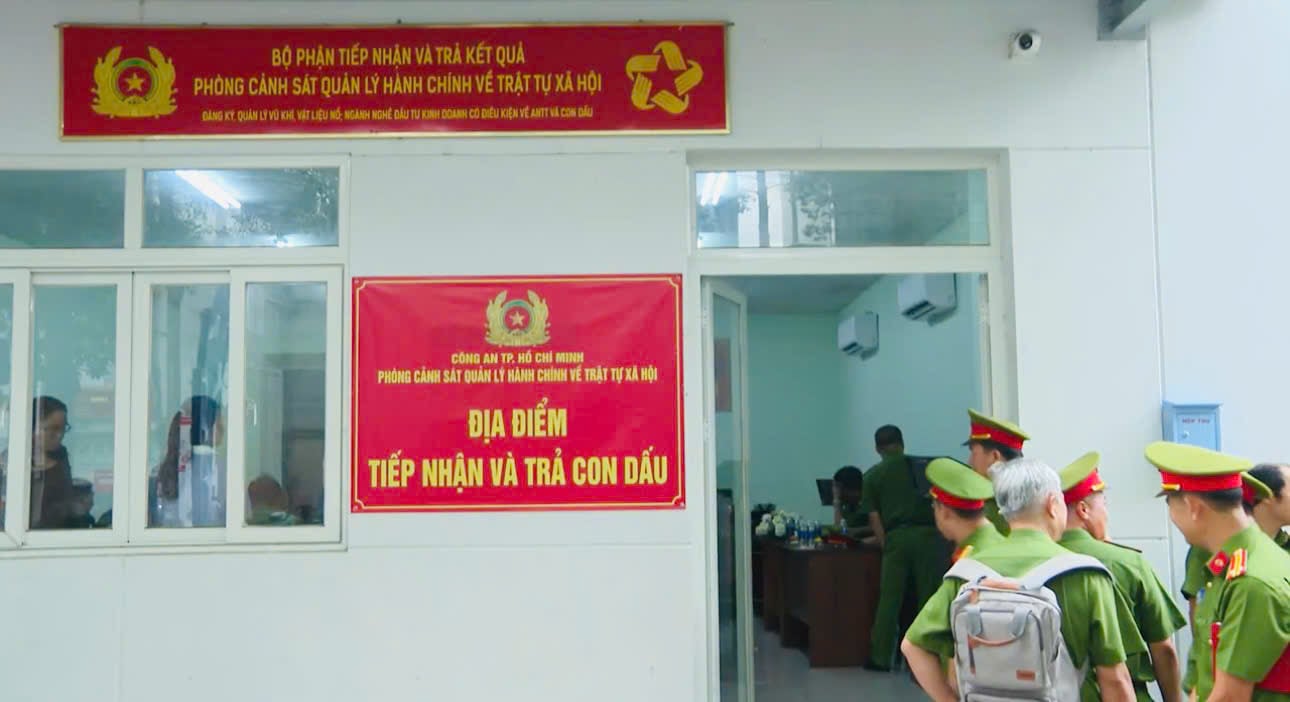 BỘ PHẬN TIẾP NHẬN VÀ TRẢ KẾT QUẢ
PHÒNG CẢNH SÁT QUẢN LÝ HÀNH CHÍNH VỀ TRẬT TỰ XÃ HỘI
ĐĂNG KÝ, QUẢN LÝ VŨ KHÍ, VẬT LIỆU NỔ; NGÀNH NGHỀ ĐẦU TƯ KINH DOANH CÓ ĐIỀU KIỆN VỀ ANTT VÀ CON DẤU
CÔNG AN TP. HỒ CHÍ MINH
PHÒNG CẢNH SÁT QUẢN LÝ HÀNH CHÍNH VỀ TRẬT TỰ XÃ HỘI
ĐỊA ĐIỂM
TIẾP NHẬN VÀ TRẢ CON DẤU
HỘP THƯ